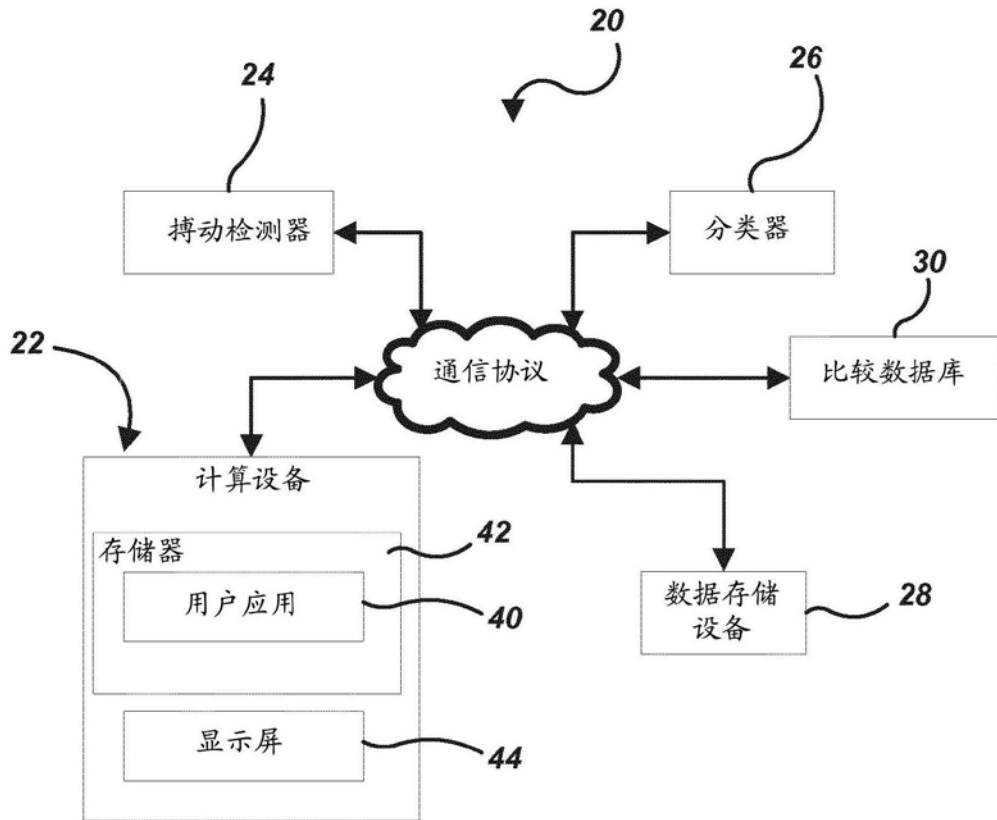 20
24
26
搏动检测器
分类器
30
22
通信协议
比较数据库
计算设备
42
存储器
用户应用
40
数据存储
设备
28
显示屏
44